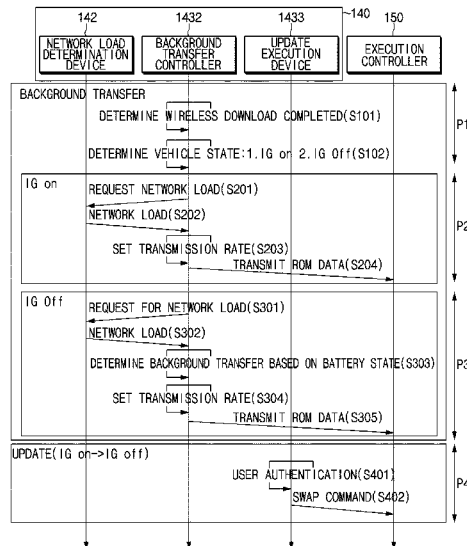 140
142
1432
1433
150
NETWORK LOAD
DETERMINATION
DEVICE
BACKGROUND
TRANSFER
CONTROLLER
UPDATE
EXECUTION
DEVICE
EXECUTION
CONTROLLER
BACKGROUND TRANSFER
DETERMINE WIRELESS DOWNLOAD COMPLETED(S101)
P1
DETERMINE VEHICLE STATE:1.IG on 2.IG Off(S102)
IG on
REQUEST NETWORK LOAD(S201)
NETWORK LOAD(S202)
P2
SET TRANSMISSION RATE(S203)
TRANSMIT ROM DATA(S204)
IG Off
REQUEST FOR NETWORK LOAD(S301)
NETWORK LOAD(S302)
DETERMINE BACKGROUND TRANSFER BASED ON BATTERY STATE(S303)
P3
SET TRANSMISSION RATE(S304)
TRANSMIT ROM DATA(S305)
UPDATE(IG on->IG off)
USER AUTHENTICATION(S401)
P4
SWAP COMMAND(S402)